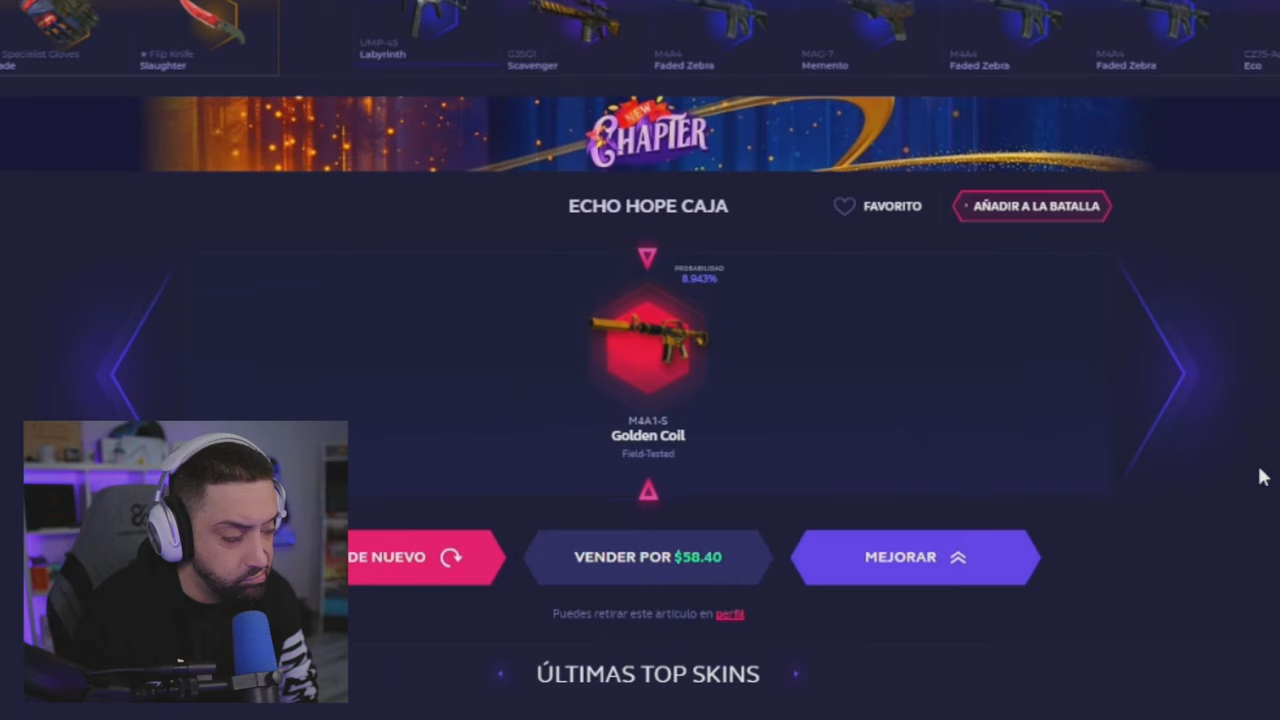 Specialist Gloves
★ Flip Knife
UMP-45
G3SG1
M4A4
MAG-7
M4A4
M4A4
Slaughter
Labyrinth
Scavenger
Faded Zebra
Memento
Faded Zebra
Faded Zebra
Eco
NEW
CHAPTER
ECHO HOPE CAJA
FAVORITO
AÑADIR A LA BATALLA
PROBABILIDAD
8.943%
M4A1-S
Golden Coil
Field-Tested
DE NUEVO
VENDER POR $58.40
MEJORAR
Puedes retirar este artículo en perfil
ÚLTIMAS TOP SKINS